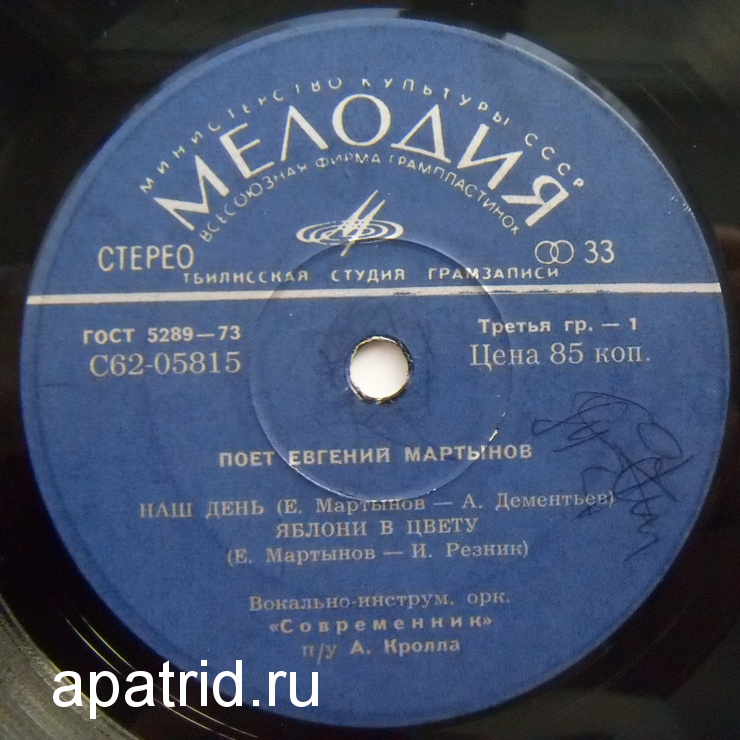 МИНИСТЕРСТВО КУЛЬТУРЫ СССР
МЕЛОДИЯ
ВСЕСОЮЗНАЯ ФИРМА ГРАМПЛАСТИНОК
СТЕРЕО 33
ТБИЛИССКАЯ СТУДИЯ ГРАМЗАПИСИ
ГОСТ 5289—73 Третья гр. — 1
С62-05815 Цена 85 коп.
ПОЕТ ЕВГЕНИЙ МАРТЫНОВ
НАШ ДЕНЬ (Е. Мартынов — А. Дементьев)
ЯБЛОНИ В ЦВЕТУ
(Е. Мартынов — И. Резник)
Вокально-инструм. орк.
«Современник»
п/у А. Кролла
apatrid.ru